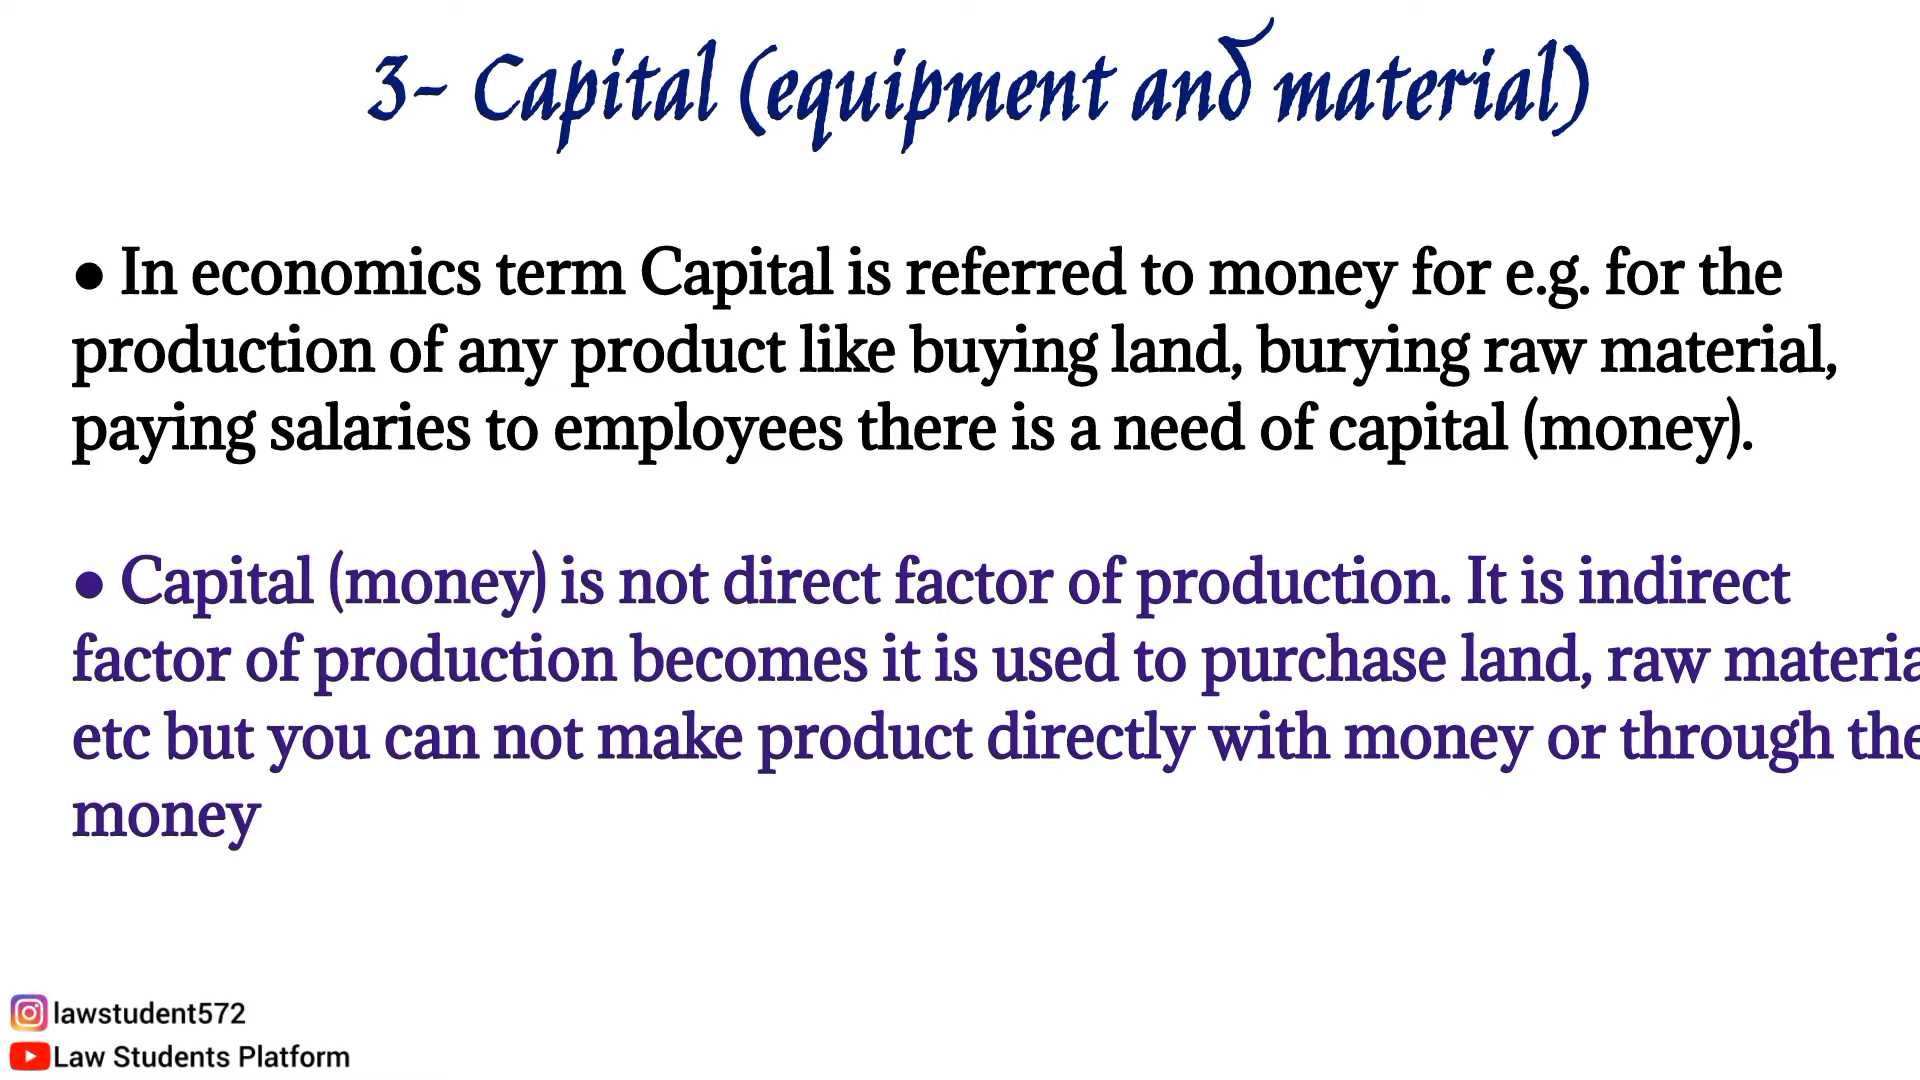 3- Capital (equipment and material)
● In economics term Capital is referred to money for e.g. for the
production of any product like buying land, burying raw material,
paying salaries to employees there is a need of capital (money).
● Capital (money) is not direct factor of production. It is indirect
factor of production becomes it is used to purchase land, raw materia
etc but you can not make product directly with money or through the
money
lawstudent572
Law Students Platform